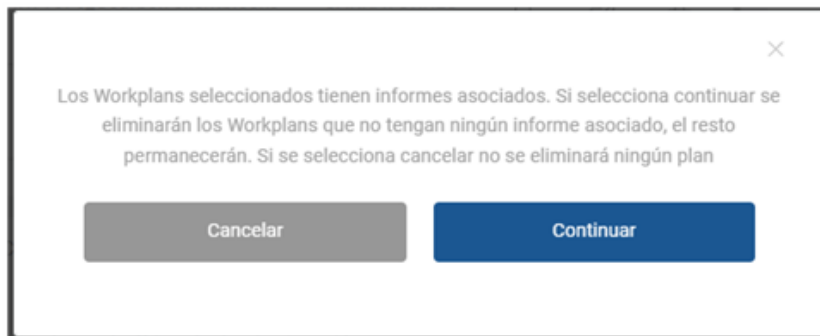 Los Workplans seleccionados tienen informes asociados. Si selecciona continuar se
eliminarán los Workplans que no tengan ningún informe asociado, el resto
permanecerán. Si se selecciona cancelar no se eliminará ningún plan
Cancelar
Continuar